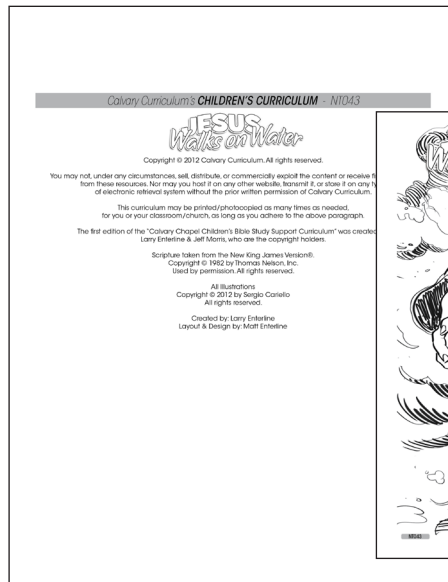 Calvary Curriculum's CHILDREN'S CURRICULUM - NT043
JESUS
Walks on Water
Copyright © 2012 Calvary Curriculum. All rights reserved.
You may not, under any circumstances, sell, distribute, or commercially exploit the content or receive
from these resources. Nor may you host it on any other website, transmit it, or store it on any
of electronic retrieval system without the prior written permission of Calvary Curriculum.
This curriculum may be printed/photocopied as many times as needed,
for you or your classroom/church, as long as you adhere to the above paragraph.
The first edition of the "Calvary Chapel Children's Bible Study Support Curriculum" was created
Larry Enterline & Jeff Morris, who are the copyright holders.
Scripture taken from the New King James Version®.
Copyright © 1982 by Thomas Nelson, Inc.
Used by permission. All rights reserved.
All Illustrations
Copyright © 2012 by Sergio Cariello
All rights reserved.
Created by: Larry Enterline
Layout & Design by: Matt Enterline
NT043